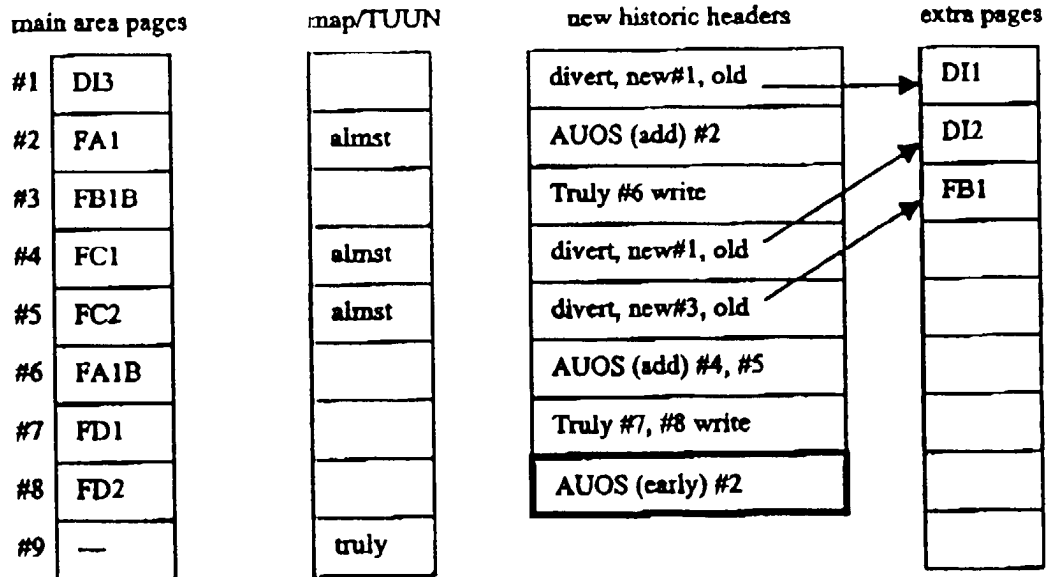 main area pages
map/TUUN
new historic headers
extra pages
#1 DI3
#2 FA1
#3 FB1B
#4 FC1
#5 FC2
#6 FA1B
#7 FD1
#8 FD2
#9 —
almst
almst
almst
truly
divert, new#1, old
AUOS (add) #2
Truly #6 write
divert, new#1, old
divert, new#3, old
AUOS (add) #4, #5
Truly #7, #8 write
AUOS (early) #2
DI1
DI2
FB1